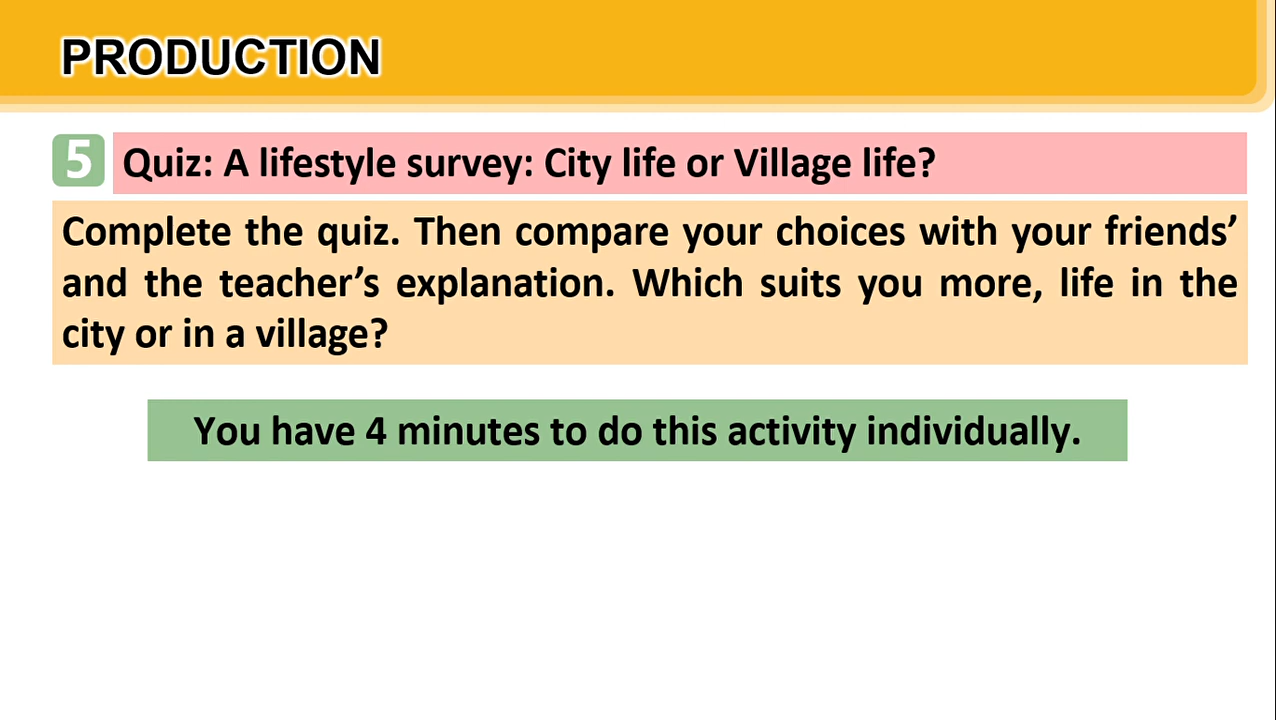 PRODUCTION
5 Quiz: A lifestyle survey: City life or Village life?
Complete the quiz. Then compare your choices with your friends’
and the teacher’s explanation. Which suits you more, life in the
city or in a village?
You have 4 minutes to do this activity individually.